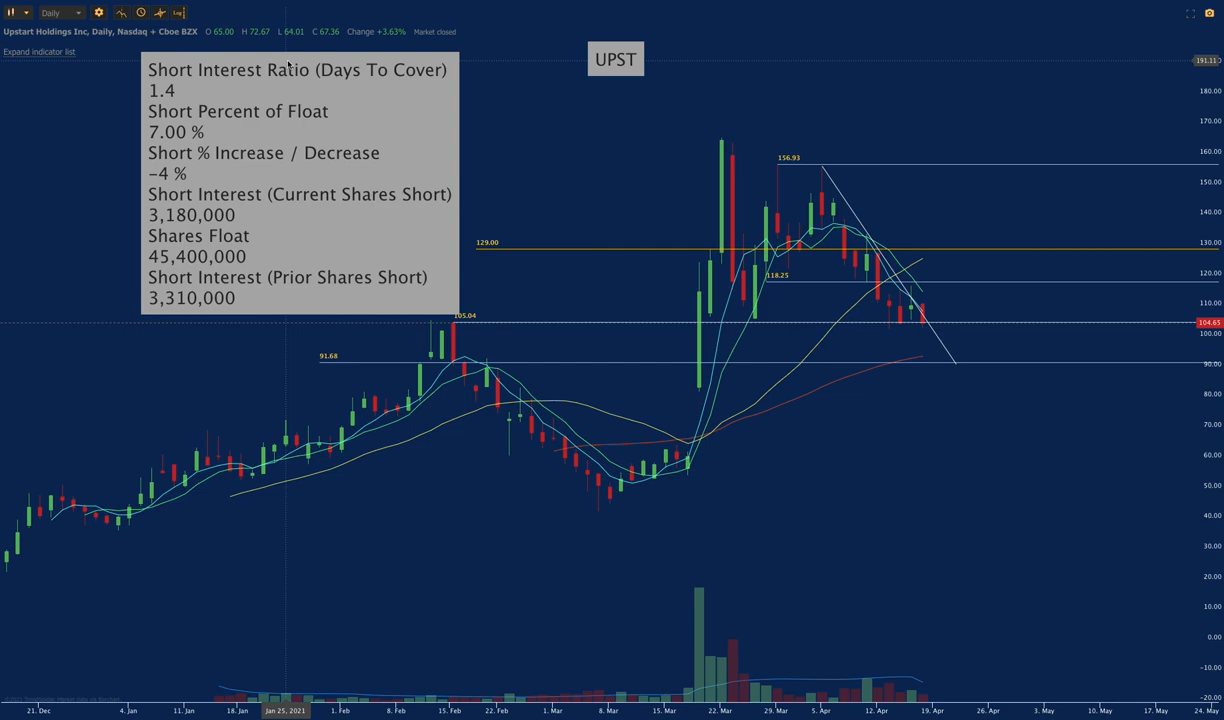 Daily
Log
Upstart Holdings Inc, Daily, Nasdaq + Cboe BZX O 65.00 H 72.67 L 64.01 C 67.36 Change +3.63% Market closed
Expand indicator list
UPST
Short Interest Ratio (Days To Cover)
1.4
Short Percent of Float
7.00 %
Short % Increase / Decrease
-4 %
Short Interest (Current Shares Short)
3,180,000
Shares Float
45,400,000
Short Interest (Prior Shares Short)
3,310,000
156.93
129.00
118.25
105.04
91.68
191.11
180.00
170.00
160.00
150.00
140.00
130.00
120.00
110.00
104.65
100.00
90.00
80.00
70.00
60.00
50.00
40.00
30.00
20.00
10.00
0.00
-10.00
-20.00
21. Dec 4. Jan 11. Jan 18. Jan Jan 25, 2021 1. Feb 8. Feb 15. Feb 22. Feb 1. Mar 8. Mar 15. Mar 22. Mar 29. Mar 5. Apr 12. Apr 19. Apr 26. Apr 3. May 10. May 17. May 24. May